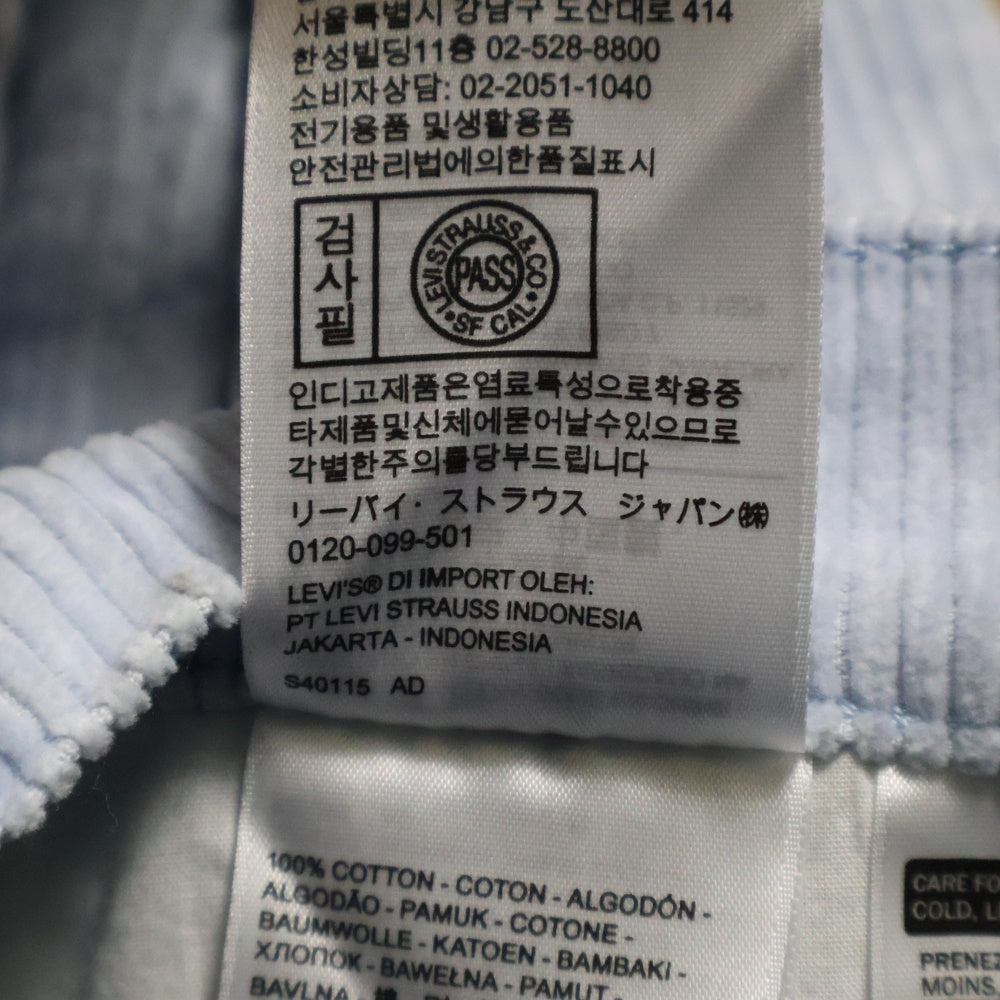 서울특별시 강남구 도산대로 414
한성빌딩11층 02-528-8800
소비자상담: 02-2051-1040
전기용품 및생활용품
안전관리법에의한품질표시
검사필
LEVI STRAUSS & CO
PASS
SF CAL
인디고제품은염료특성으로착용중
타제품및신체에묻어날수있으므로
각별한주의를당부드립니다
リーバイ・ストラウス ジャパン㈱
0120-099-501
LEVI'S® DI IMPORT OLEH:
PT LEVI STRAUSS INDONESIA
JAKARTA - INDONESIA
S40115 AD
100% COTTON - COTON - ALGODÓN -
ALGODÃO - PAMUK - COTONE -
BAUMWOLLE - KATOEN - BAMBAKI -
ХЛОПОК - BAWEŁNA - PAMUT -
BAVLNA - 棉
CARE FO
COLD, L
PRENEZ
MOINS